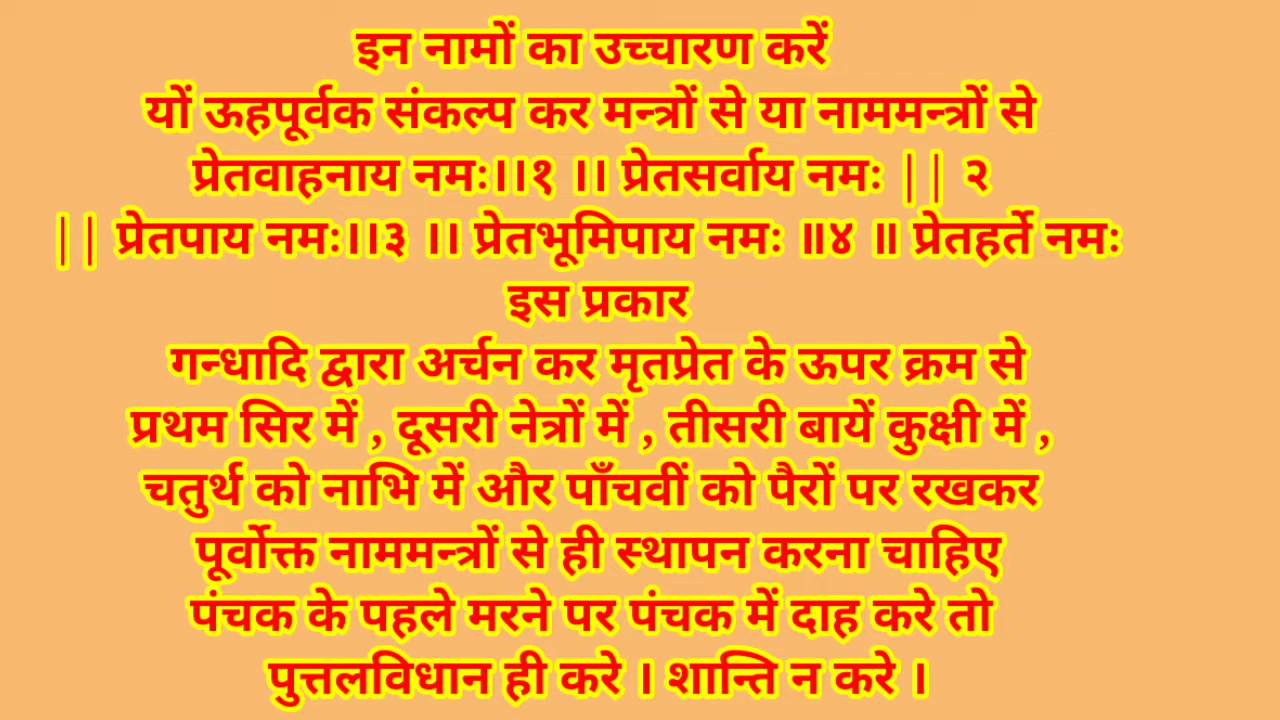 इन नामों का उच्चारण करें
यों ऊहपूर्वक संकल्प कर मन्त्रों से या नाममन्त्रों से
प्रेतवाहनाय नमः।।१ ।। प्रेतसर्वाय नमः || २
|| प्रेतपाय नमः।।३ ।। प्रेतभूमिपाय नमः ॥४ ॥ प्रेतहर्ते नमः
इस प्रकार
गन्धादि द्वारा अर्चन कर मृतप्रेत के ऊपर क्रम से
प्रथम सिर में , दूसरी नेत्रों में , तीसरी बायें कुक्षी में ,
चतुर्थ को नाभि में और पाँचवीं को पैरों पर रखकर
पूर्वोक्त नाममन्त्रों से ही स्थापन करना चाहिए
पंचक के पहले मरने पर पंचक में दाह करे तो
पुत्तलविधान ही करे । शान्ति न करे ।